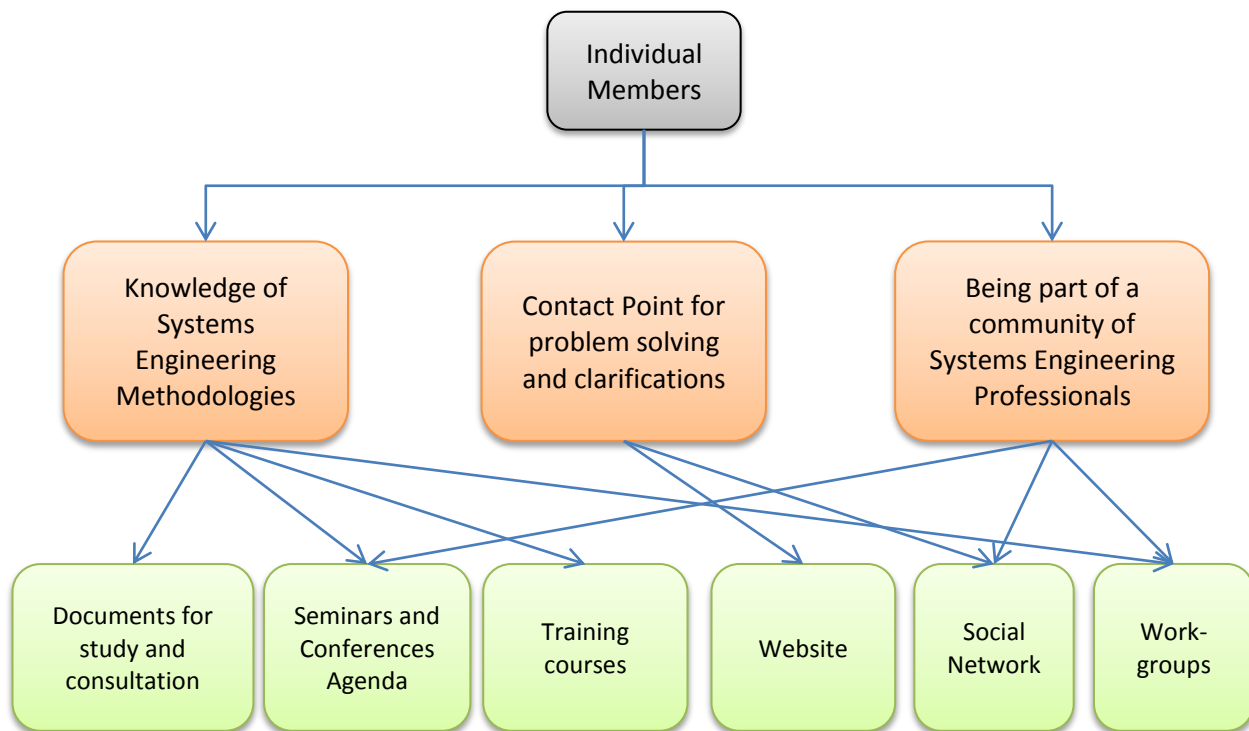 Individual
Members
Knowledge of
Systems
Engineering
Methodologies
Contact Point for
problem solving
and clarifications
Being part of a
community of
Systems Engineering
Professionals
Documents for
study and
consultation
Seminars and
Conferences
Agenda
Training
courses
Website
Social
Network
Work-
groups